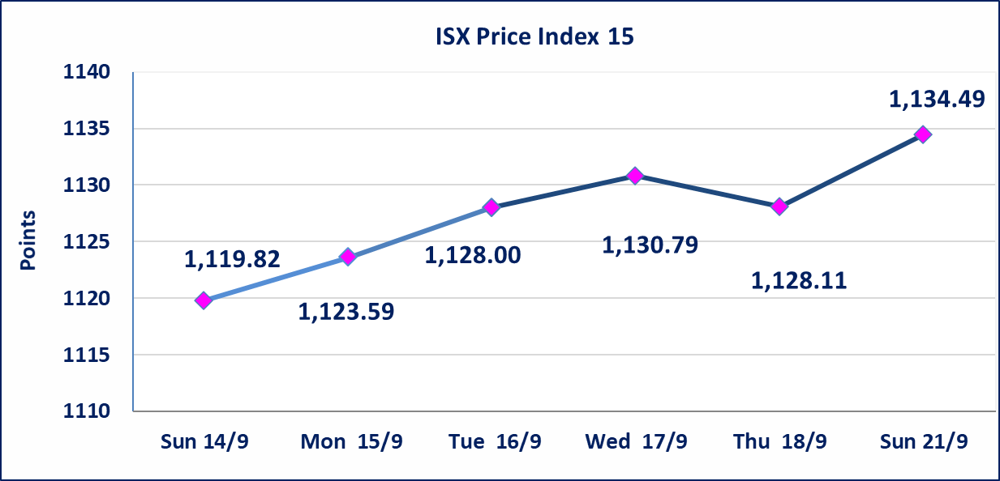 ISX Price Index 15
1140
1135
1130
1125
1120
1115
1110
Points
1,119.82
1,123.59
1,128.00
1,130.79
1,128.11
1,134.49
Sun 14/9
Mon 15/9
Tue 16/9
Wed 17/9
Thu 18/9
Sun 21/9